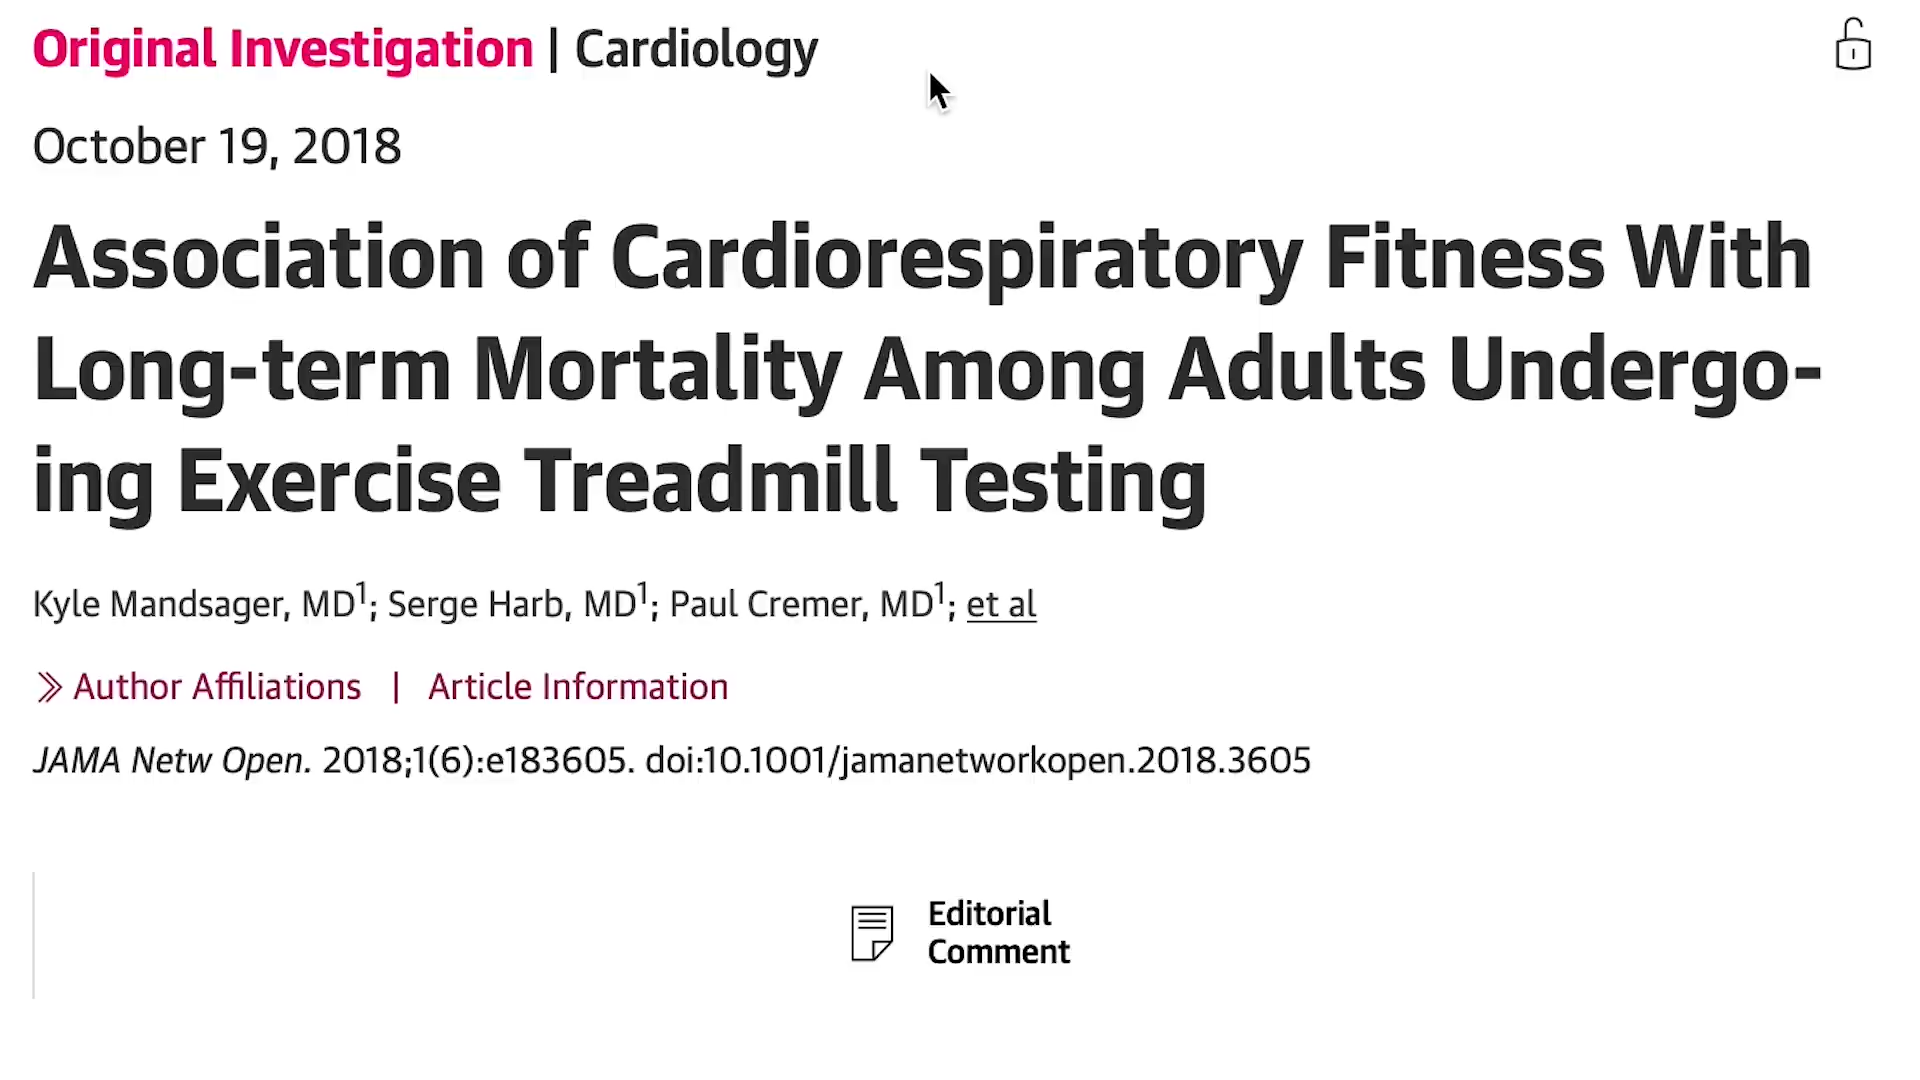 Original Investigation | Cardiology
October 19, 2018
Association of Cardiorespiratory Fitness With
Long-term Mortality Among Adults Undergo-
ing Exercise Treadmill Testing
Kyle Mandsager, MD1; Serge Harb, MD1; Paul Cremer, MD1; et al
Author Affiliations | Article Information
JAMA Netw Open. 2018;1(6):e183605. doi:10.1001/jamanetworkopen.2018.3605
Editorial
Comment